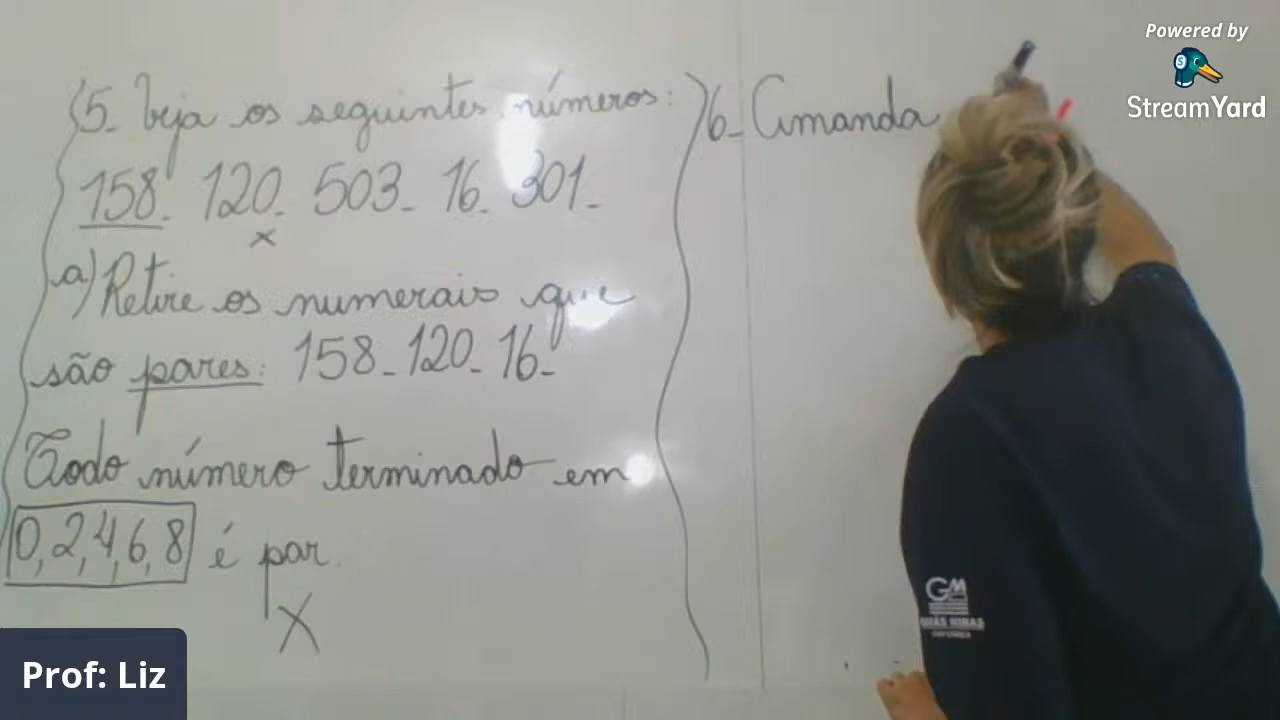 5- Veja os seguintes números:
158- 120- 503- 16- 301-
x
a) Retire os numerais que
são pares: 158- 120- 16-
Todo número terminado em
0, 2, 4, 6, 8 é par.
X
6- Amanda
Powered by
StreamYard
GM
Prof: Liz